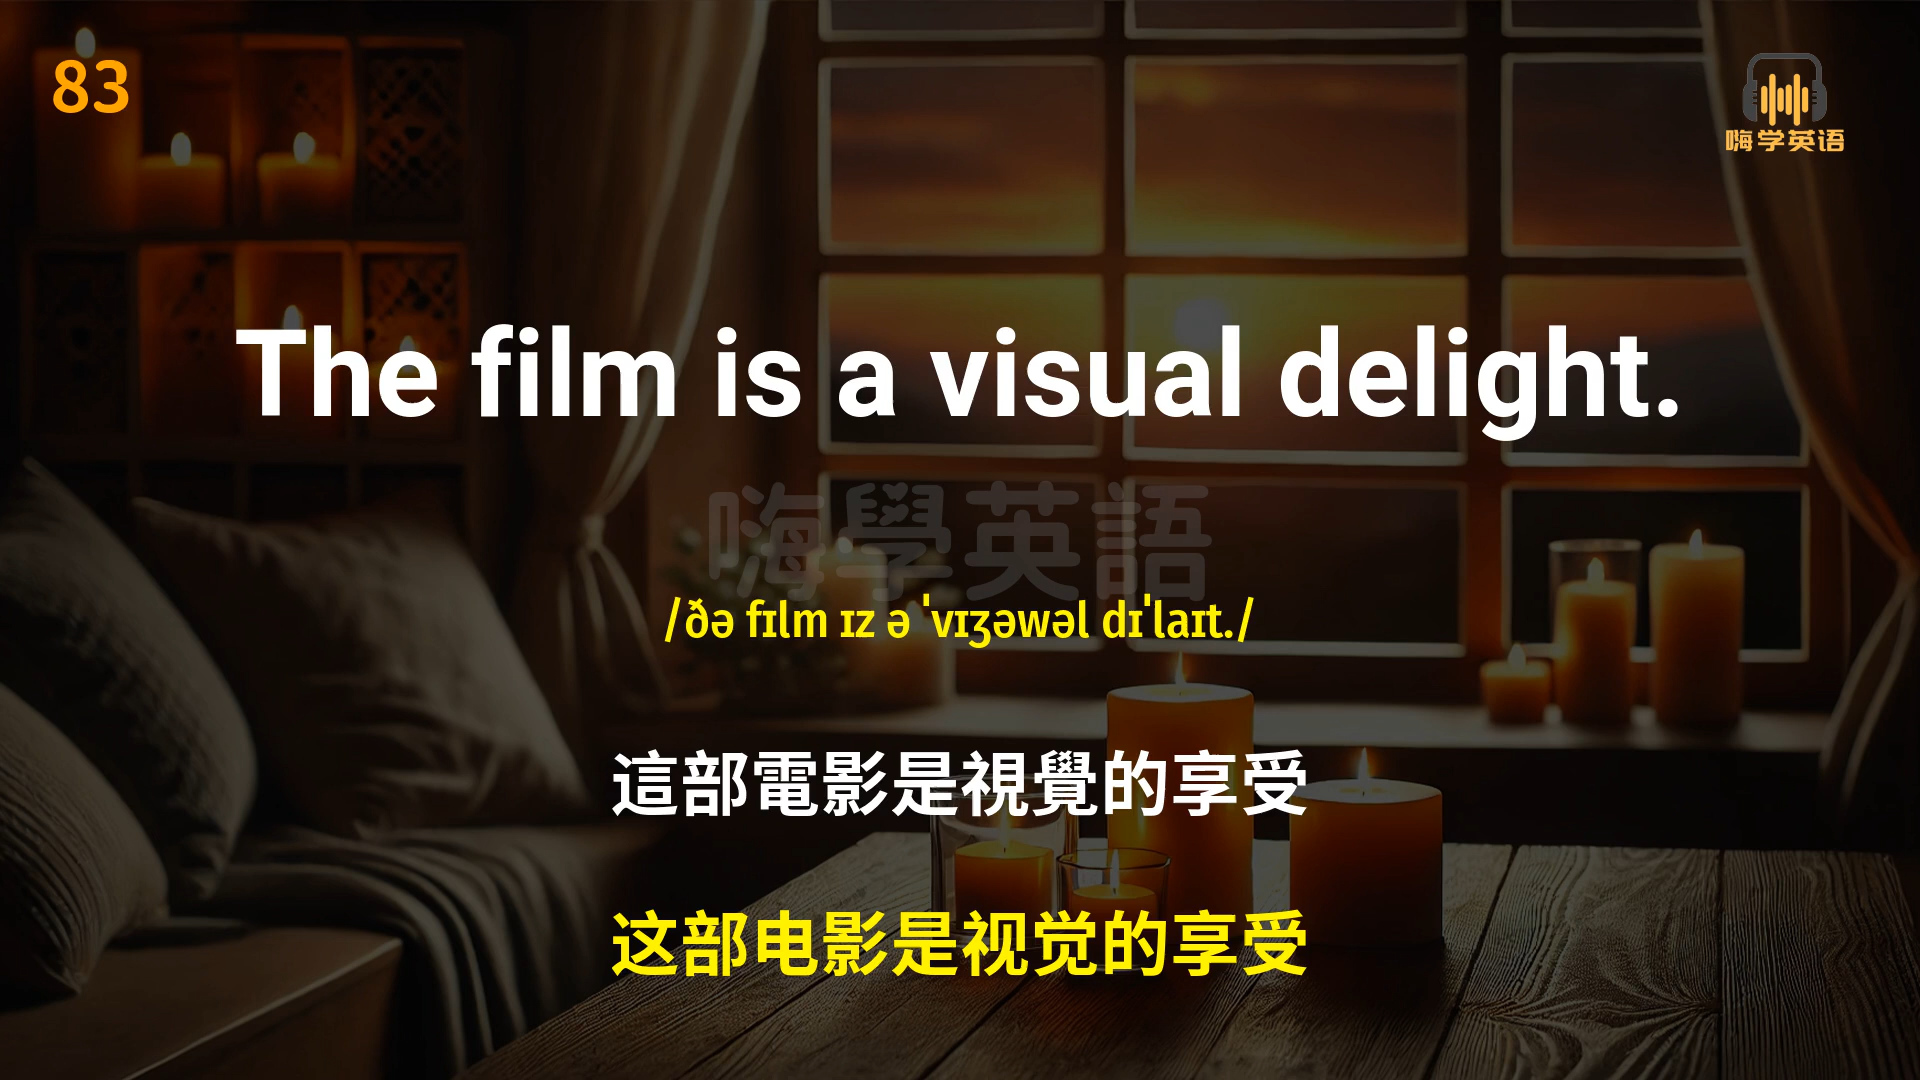 83
嗨学英语
The film is a visual delight.
嗨學英語
/ðə fɪlm ɪz ə ˈvɪʒəwəl dɪˈlaɪt./
這部電影是視覺的享受
这部电影是视觉的享受